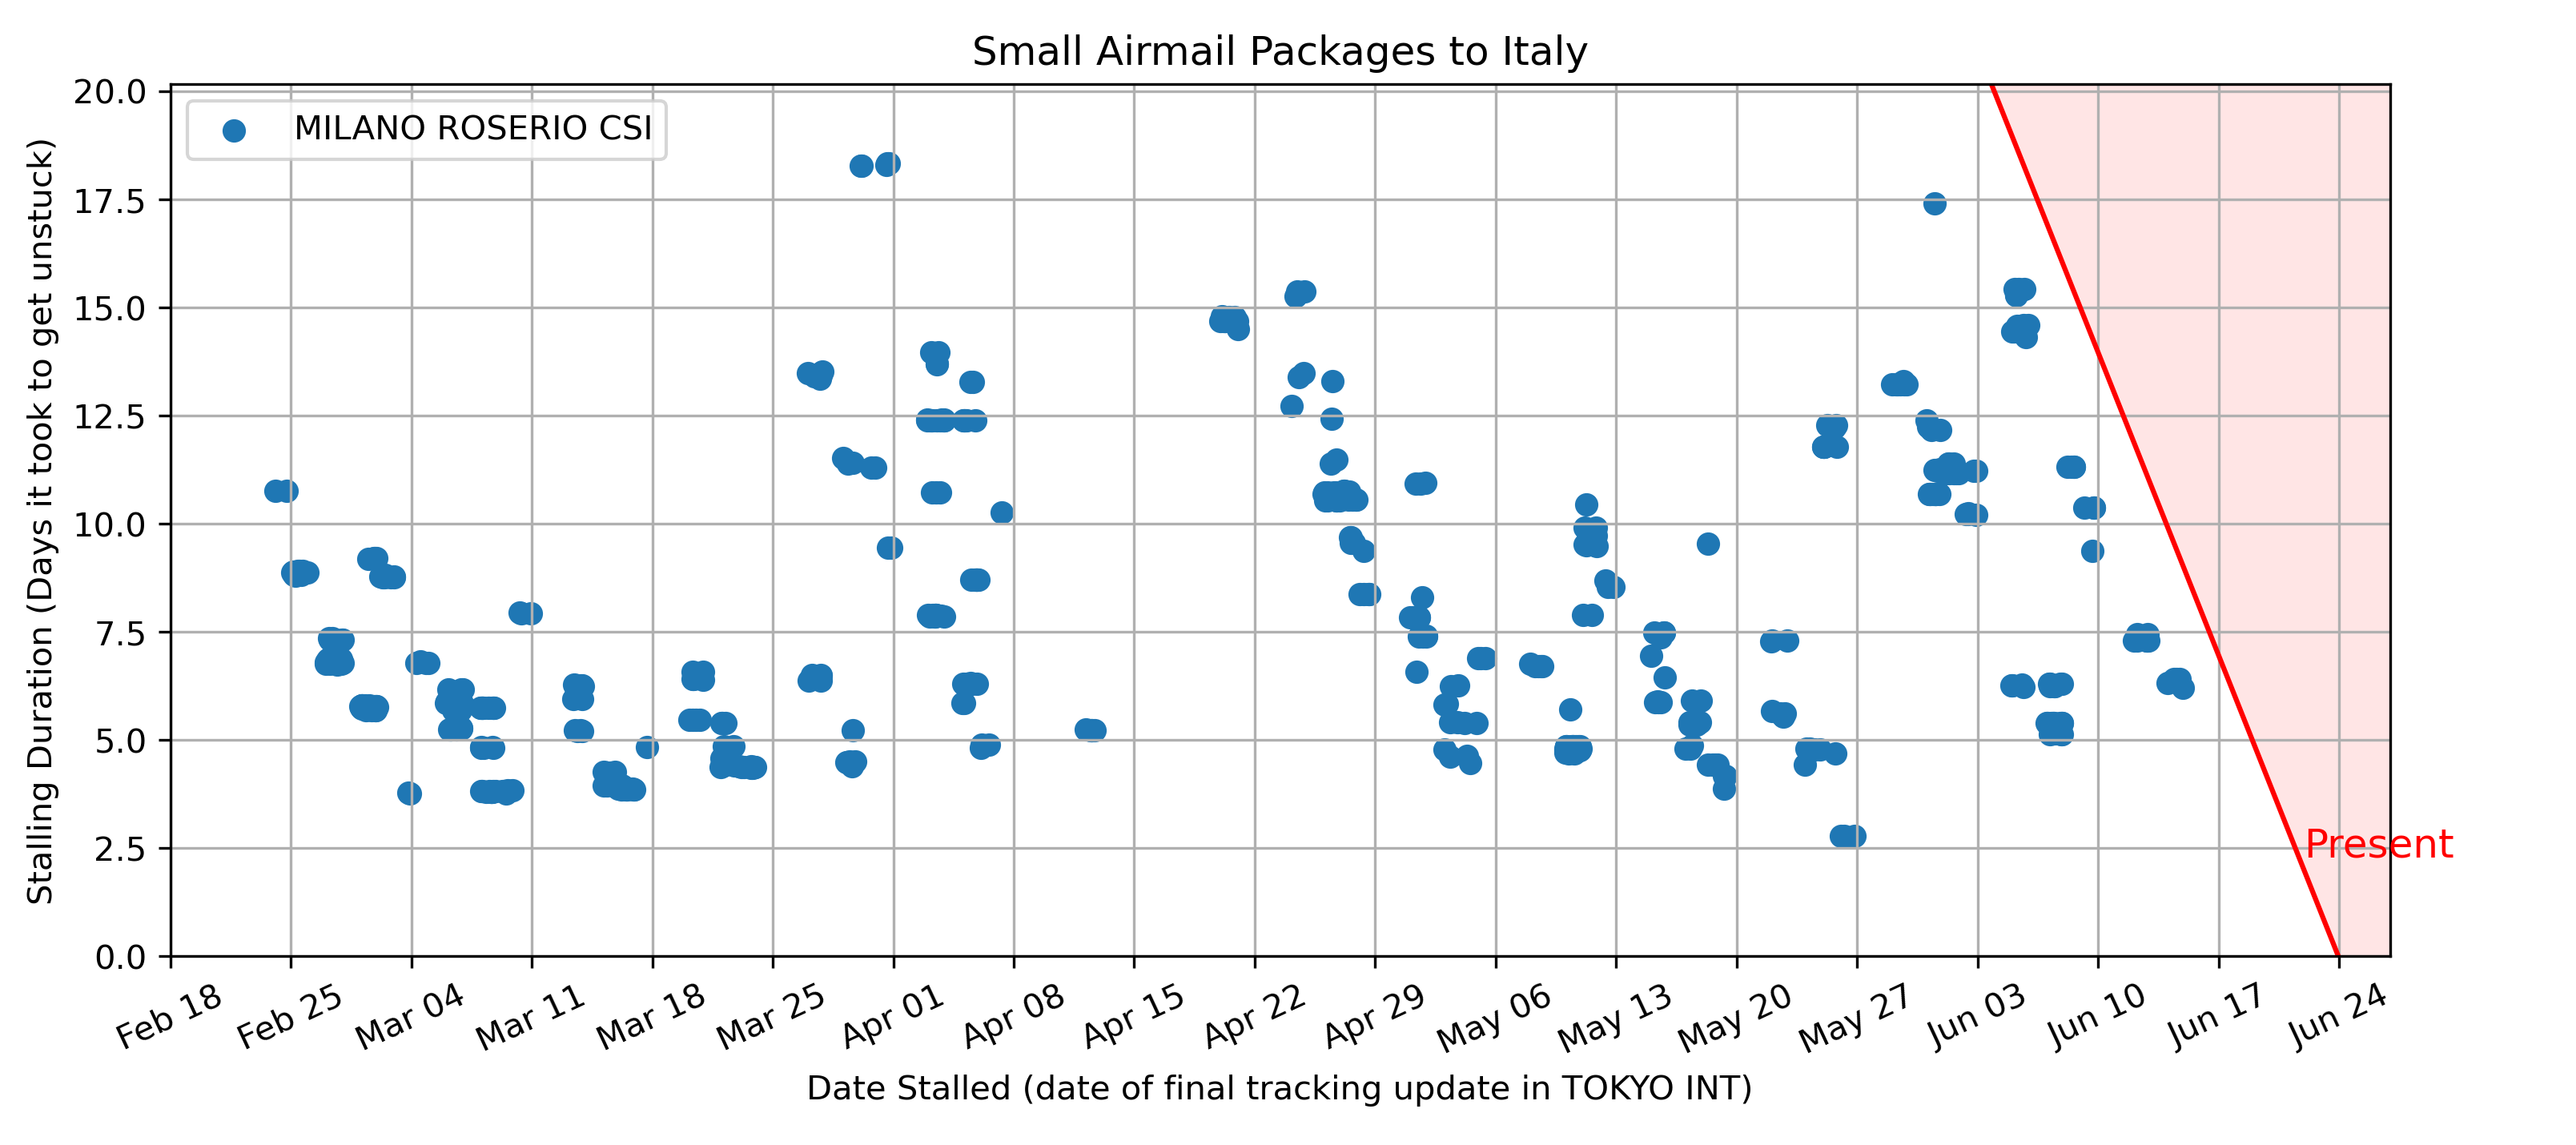 Small Airmail Packages to Italy
MILANO ROSERIO CSI
Stalling Duration (Days it took to get unstuck)
20.0
17.5
15.0
12.5
10.0
7.5
5.0
2.5
0.0
Present
Feb 18 Feb 25 Mar 04 Mar 11 Mar 18 Mar 25 Apr 01 Apr 08 Apr 15 Apr 22 Apr 29 May 06 May 13 May 20 May 27 Jun 03 Jun 10 Jun 17 Jun 24
Date Stalled (date of final tracking update in TOKYO INT)